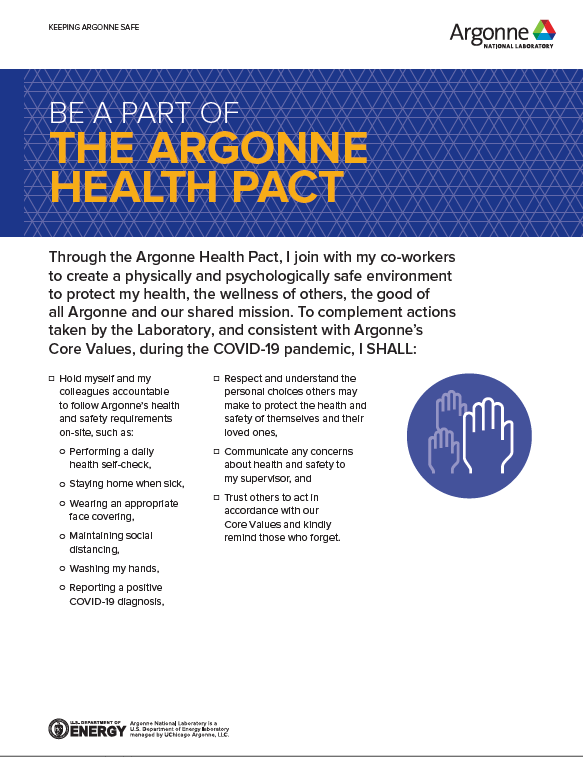 KEEPING ARGONNE SAFE
Argonne
NATIONAL LABORATORY
BE A PART OF
THE ARGONNE
HEALTH PACT
Through the Argonne Health Pact, I join with my co-workers
to create a physically and psychologically safe environment
to protect my health, the wellness of others, the good of
all Argonne and our shared mission. To complement actions
taken by the Laboratory, and consistent with Argonne's
Core Values, during the COVID-19 pandemic, I SHALL:
Hold myself and my
colleagues accountable
to follow Argonne's health
and safety requirements
on-site, such as:
Performing a daily
health self-check,
Staying home when sick,
Wearing an appropriate
face covering,
Maintaining social
distancing,
Washing my hands,
Reporting a positive
COVID-19 diagnosis,
Respect and understand the
personal choices others may
make to protect the health and
safety of themselves and their
loved ones,
Communicate any concerns
about health and safety to
my supervisor, and
Trust others to act in
accordance with our
Core Values and kindly
remind those who forget.
U.S. DEPARTMENT OF
ENERGY
Argonne National Laboratory is a
U.S. Department of Energy laboratory
managed by UChicago Argonne, LLC.